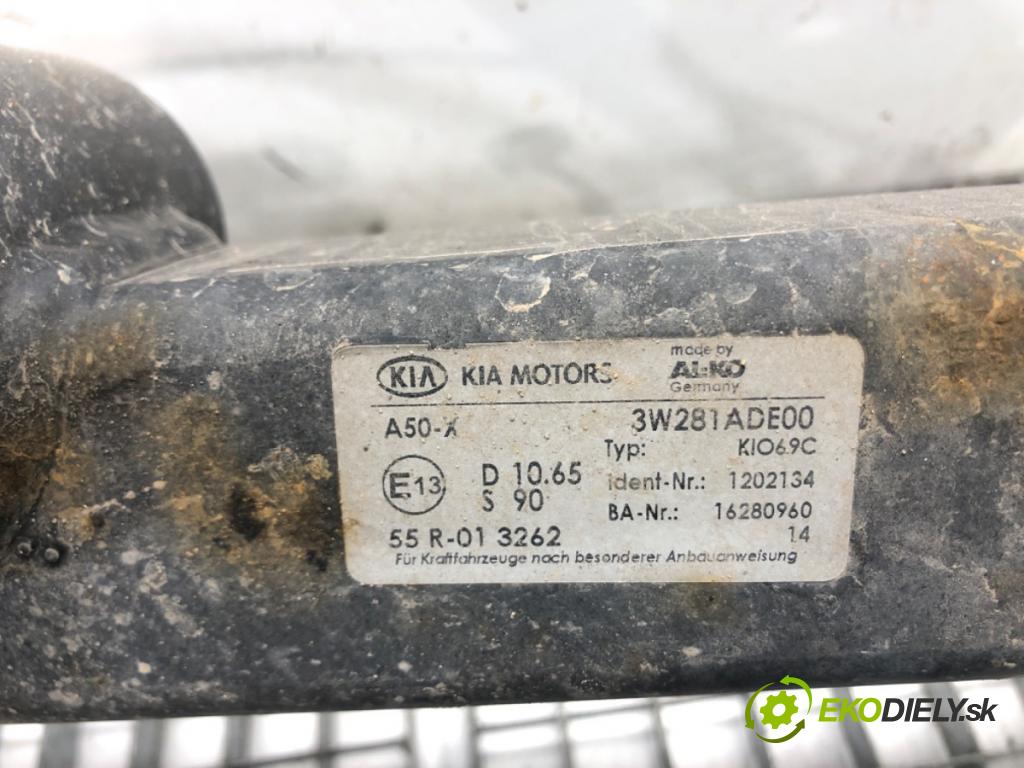 KIA KIA MOTORS made by AL-KO Germany
A50-X 3W281ADE00
Typ: KIO69C
E13 D 10.65 Ident-Nr.: 1202134
S 90 BA-Nr.: 16280960
55 R-01 3262 14
Für Kraftfahrzeuge nach besonderer Anbauanweisung
EKODIELY.sk